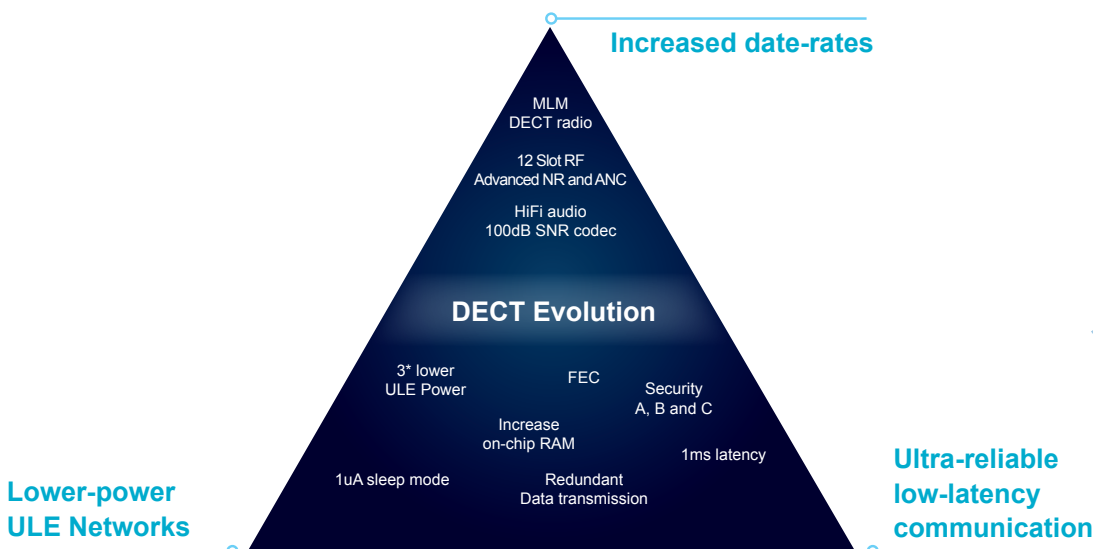 Increased date-rates
MLM
DECT radio
12 Slot RF
Advanced NR and ANC
HiFi audio
100dB SNR codec
DECT Evolution
3* lower
ULE Power
FEC
Security
A, B and C
Increase
on-chip RAM
1ms latency
1uA sleep mode
Redundant
Data transmission
Lower-power
ULE Networks
Ultra-reliable
low-latency
communication